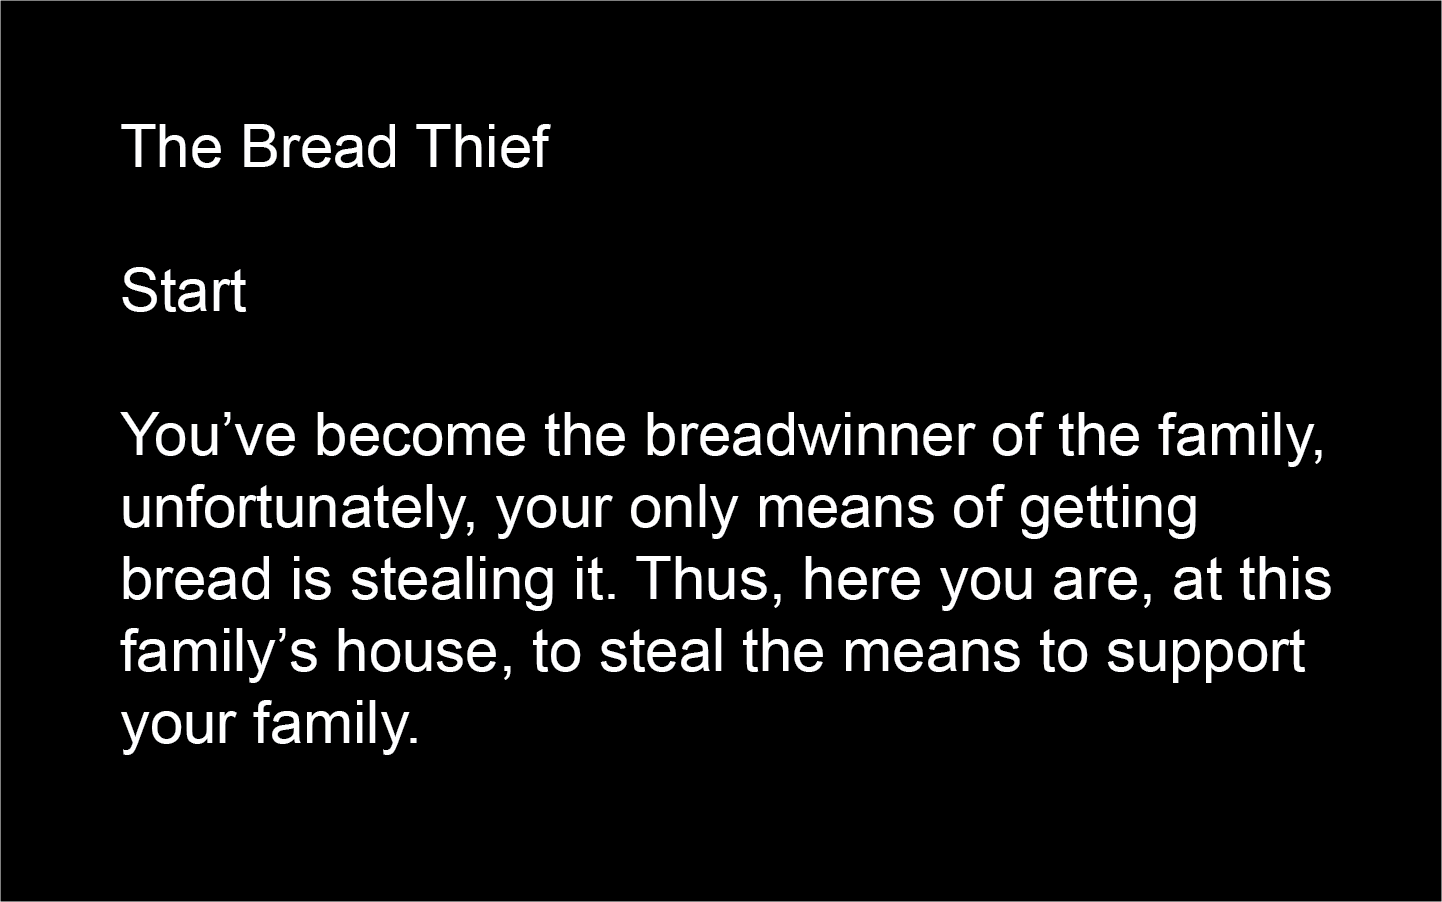 The Bread Thief
Start
You’ve become the breadwinner of the family,
unfortunately, your only means of getting
bread is stealing it. Thus, here you are, at this
family’s house, to steal the means to support
your family.